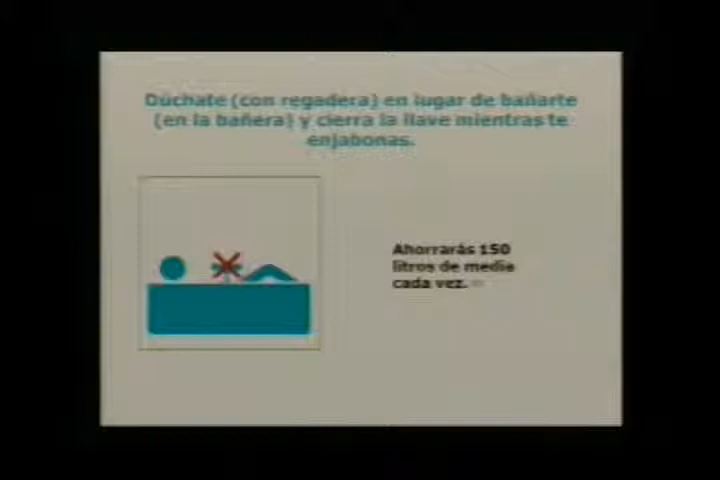 Dúchate (con regadera) en lugar de bañarte
(en la bañera) y cierra la llave mientras te
enjabonas.
Ahorrarás 150
litros de media
cada vez.